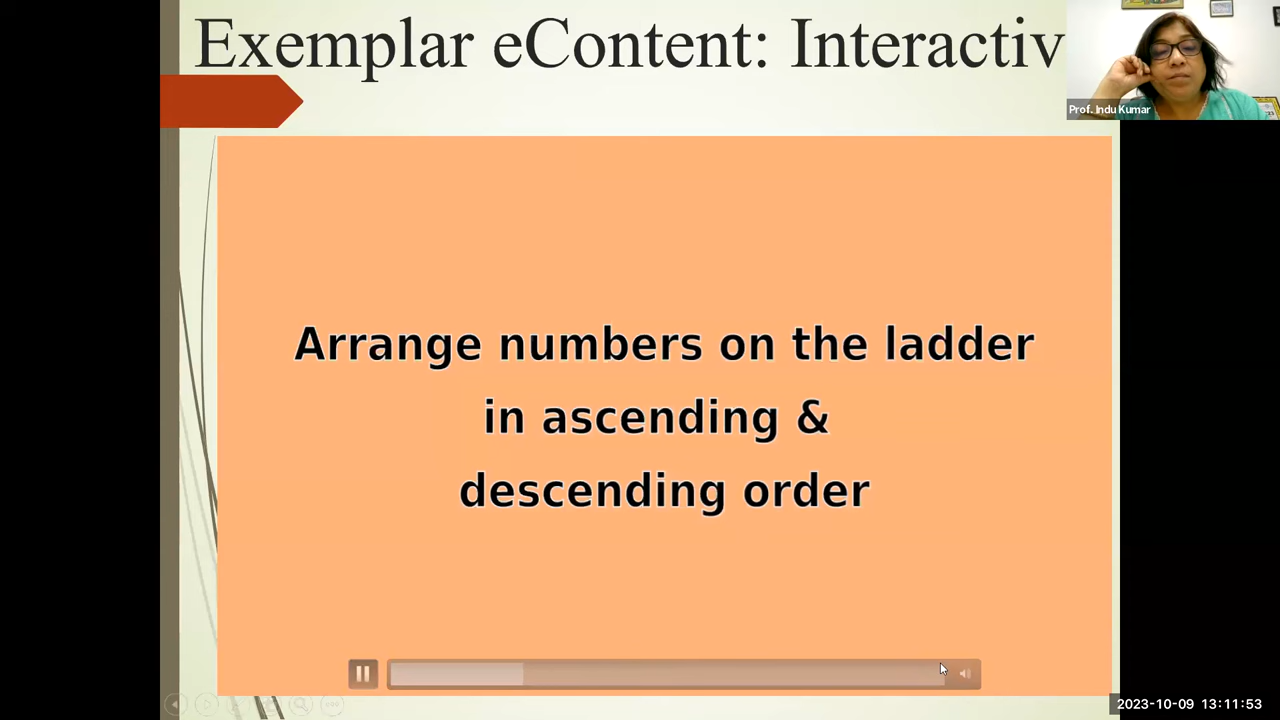 Exemplar eContent: Interactiv
Prof. Indu Kumar
Arrange numbers on the ladder
in ascending &
descending order
2023-10-09 13:11:53